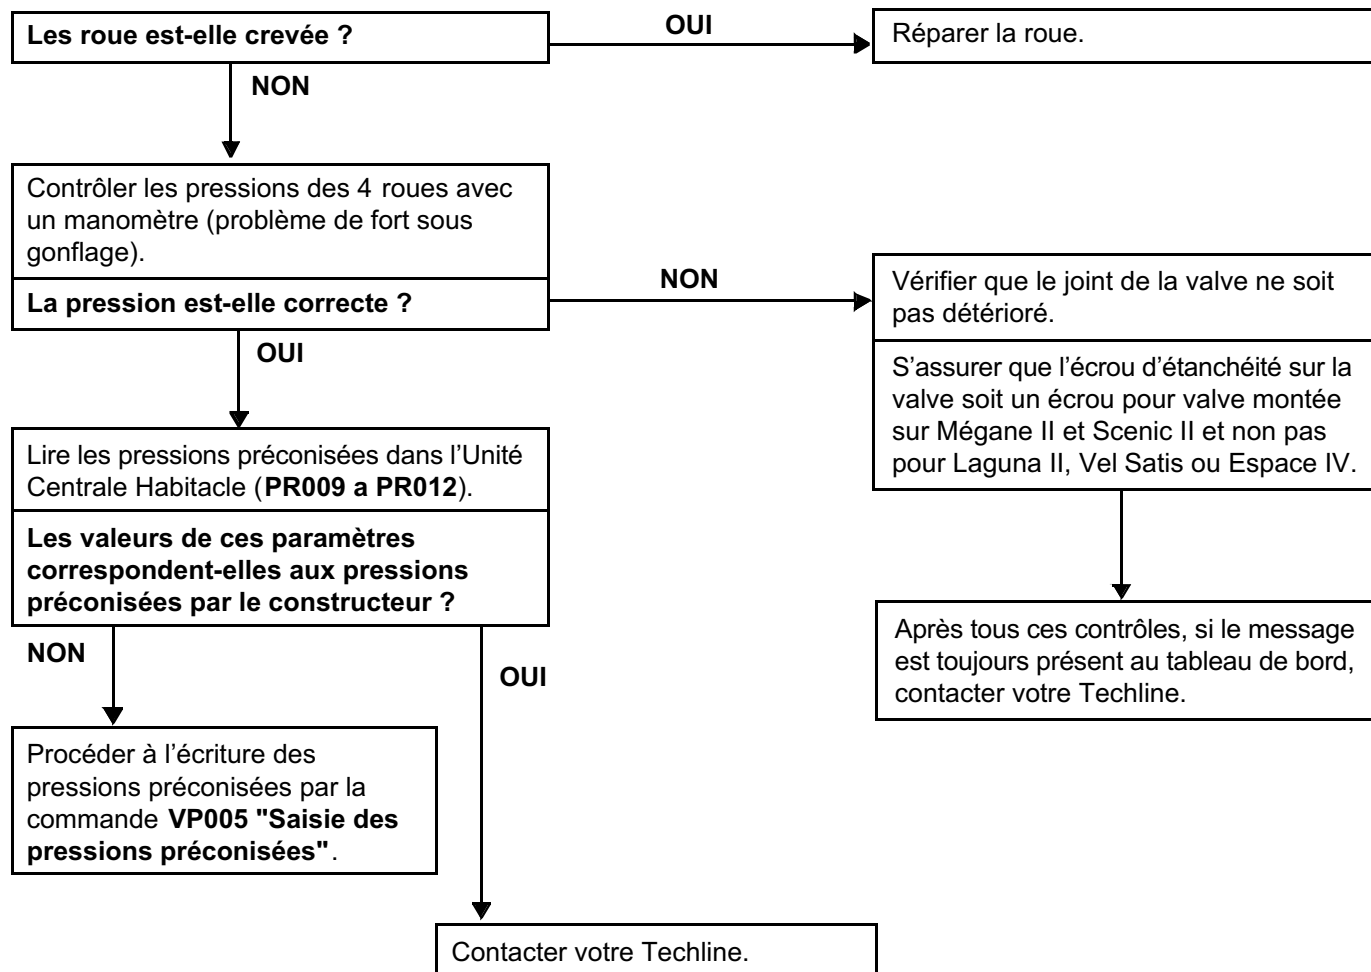 Les roue est-elle crevée ?
OUI
Réparer la roue.
NON
Contrôler les pressions des 4 roues avec
un manomètre (problème de fort sous
gonflage).
La pression est-elle correcte ?
NON
Vérifier que le joint de la valve ne soit
pas détérioré.
S'assurer que l'écrou d'étanchéité sur la
valve soit un écrou pour valve montée
sur Mégane II et Scenic II et non pas
pour Laguna II, Vel Satis ou Espace IV.
OUI
Lire les pressions préconisées dans l'Unité
Centrale Habitacle (PR009 a PR012).
Les valeurs de ces paramètres
correspondent-elles aux pressions
préconisées par le constructeur ?
Après tous ces contrôles, si le message
est toujours présent au tableau de bord,
contacter votre Techline.
NON
OUI
Procéder à l'écriture des
pressions préconisées par la
commande VP005 "Saisie des
pressions préconisées".
Contacter votre Techline.